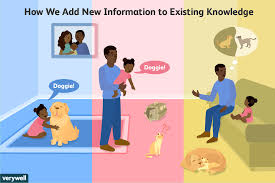 How We Add New Information to Existing Knowledge
Doggie!
Doggie!
verywell